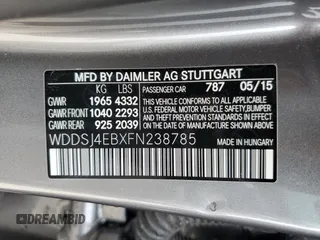 MFD BY DAIMLER AG STUTTGART
KG LBS PASSENGER CAR 787 05/15
GVWR 1965 4332
GAWR FRONT 1040 2293
GAWR REAR 925 2039
THIS VEHICLE CONFORMS TO ALL APPLICABLE
U.S. FEDERAL MOTOR VEHICLE SAFETY, BUMPER
AND THEFT PREVENTION STANDARDS IN EFFECT ON
THE DATE OF MANUFACTURE SHOWN ABOVE.
WDDSJ4EBXFN238785 MADE IN HUNGARY
DREAMBID